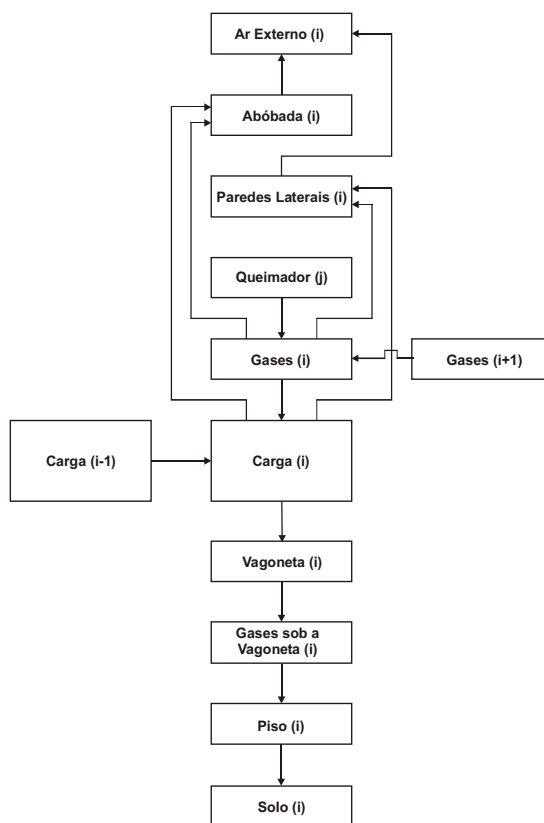 Ar Externo (i)
Abóbada (i)
Paredes Laterais (i)
Queimador (j)
Gases (i)
Gases (i+1)
Carga (i-1)
Carga (i)
Vagoneta (i)
Gases sob a
Vagoneta (i)
Piso (i)
Solo (i)